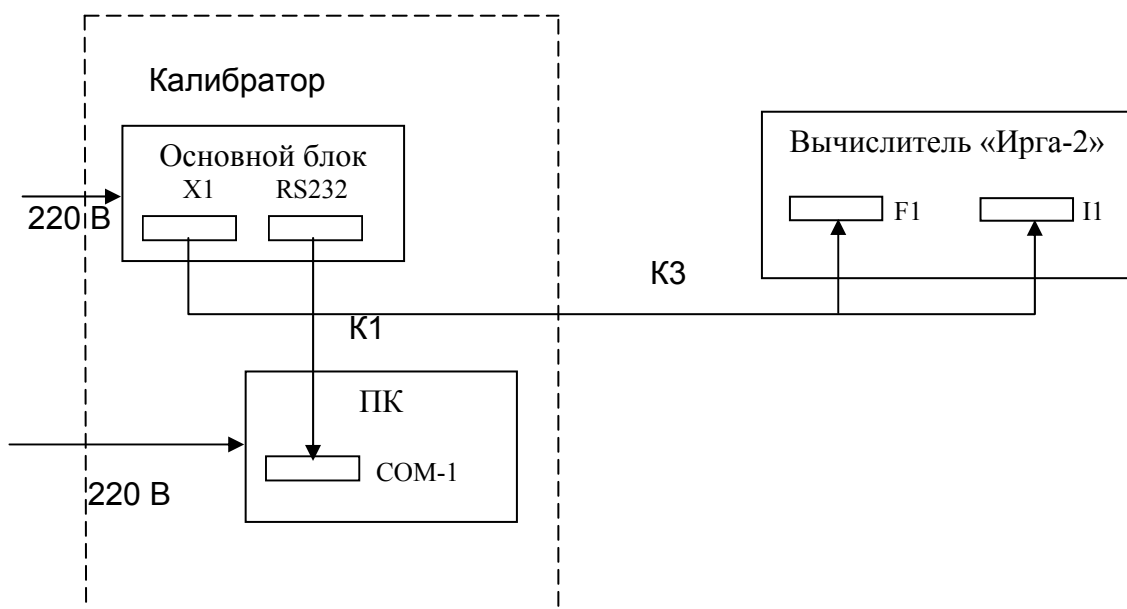 Калибратор
Основной блок
X1 RS232
220 В
Вычислитель «Ирга-2»
F1 I1
К3
К1
ПК
COM-1
220 В